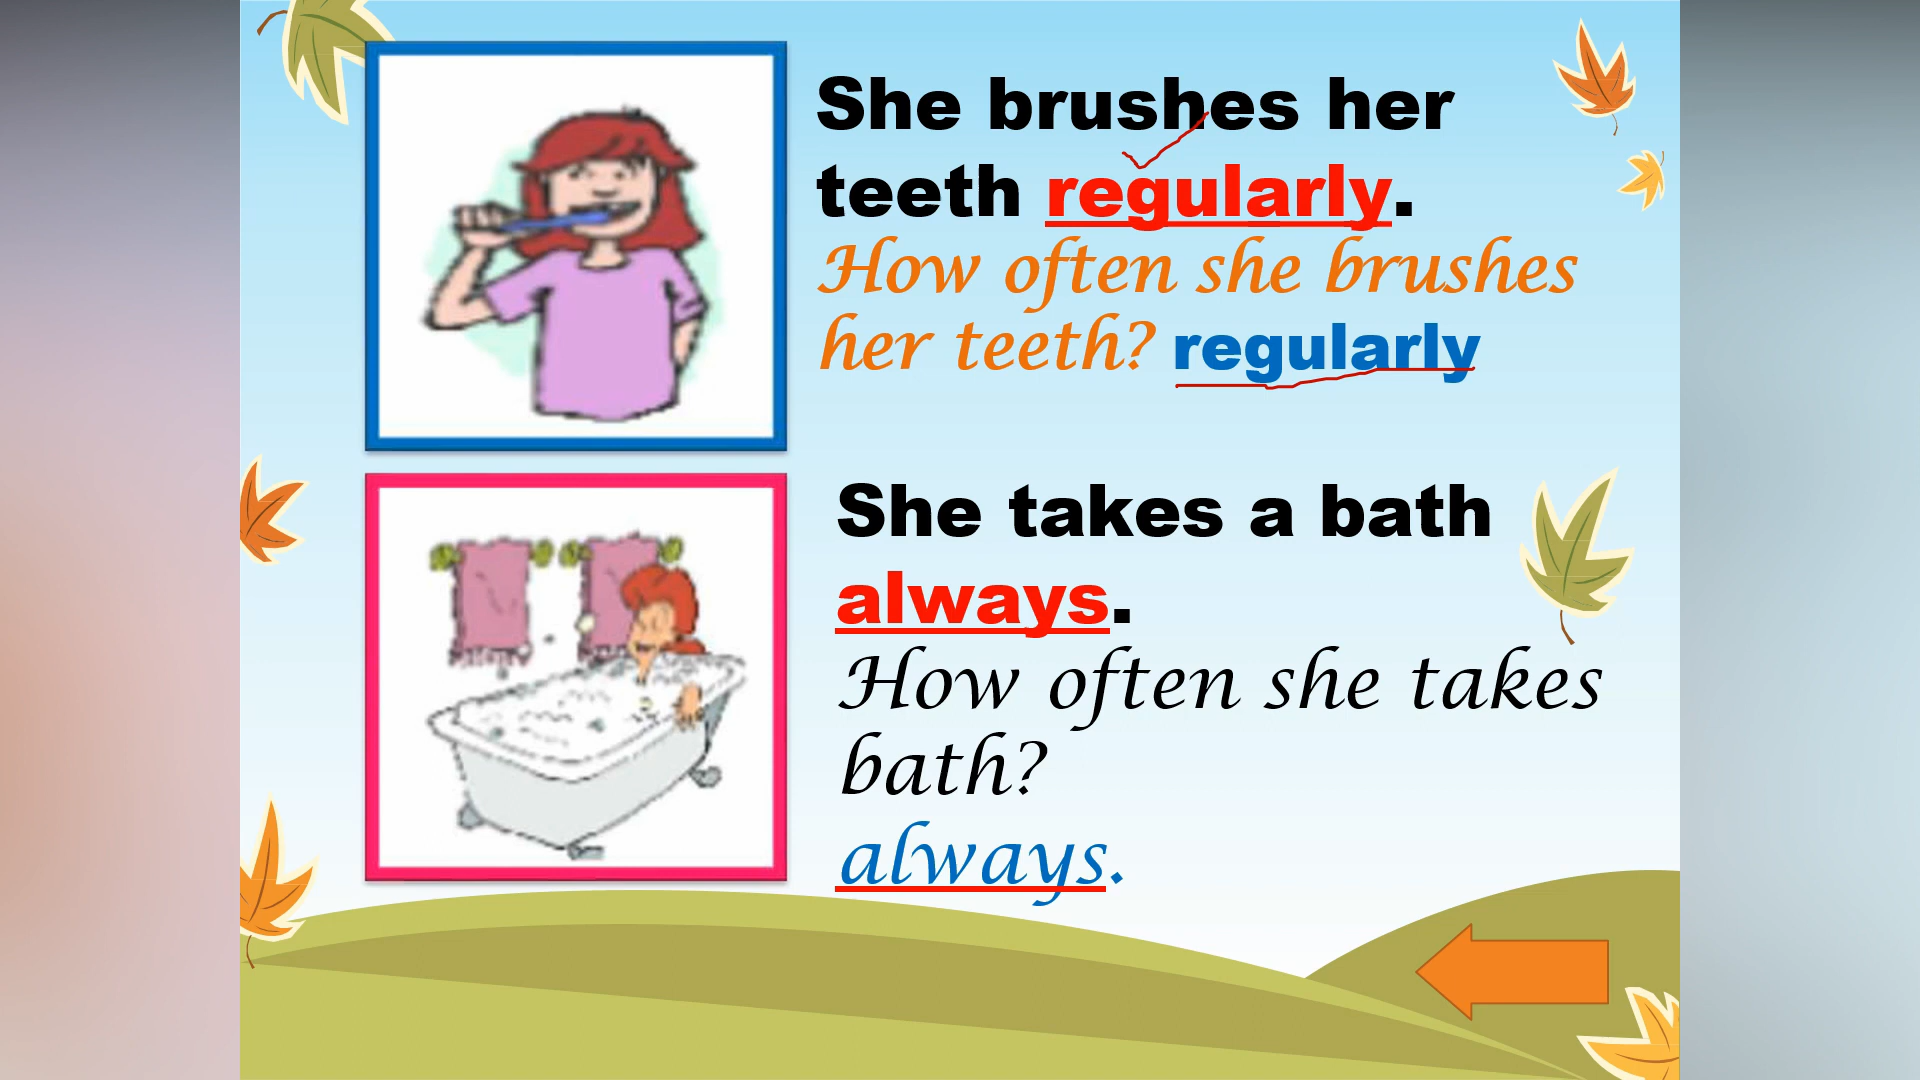 She brushes her
teeth regularly.
How often she brushes
her teeth? regularly
She takes a bath
always.
How often she takes
bath?
always.